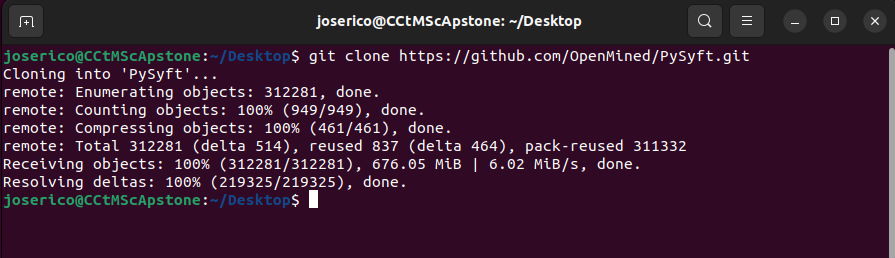 joserico@CCtMScApstone: ~/Desktop
joserico@CCtMScApstone:~/Desktop$ git clone https://github.com/OpenMined/PySyft.git
Cloning into 'PySyft'...
remote: Enumerating objects: 312281, done.
remote: Counting objects: 100% (949/949), done.
remote: Compressing objects: 100% (461/461), done.
remote: Total 312281 (delta 514), reused 837 (delta 464), pack-reused 311332
Receiving objects: 100% (312281/312281), 676.05 MiB | 6.02 MiB/s, done.
Resolving deltas: 100% (219325/219325), done.
joserico@CCtMScApstone:~/Desktop$